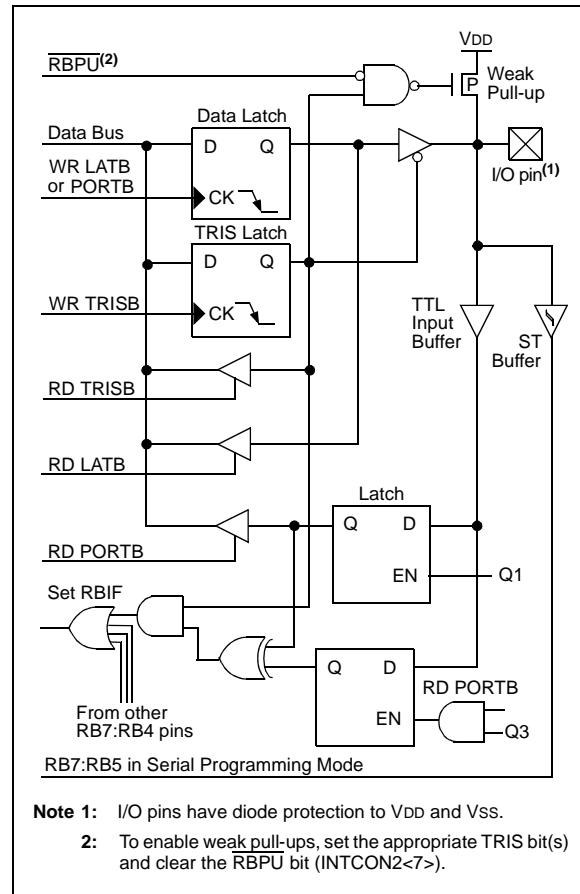 VDD
RBPU(2)
Weak
Pull-up
P
Data Latch
Data Bus
D Q
I/O pin(1)
WR LATB
or PORTB
CK
TRIS Latch
D Q
WR TRISB
CK
TTL
Input
Buffer
ST
Buffer
RD TRISB
RD LATB
Latch
Q D
RD PORTB
EN
Q1
Set RBIF
Q D
RD PORTB
EN
Q3
From other
RB7:RB4 pins
RB7:RB5 in Serial Programming Mode
Note 1: I/O pins have diode protection to VDD and VSS.
2: To enable weak pull-ups, set the appropriate TRIS bit(s)
and clear the RBPU bit (INTCON2<7>).